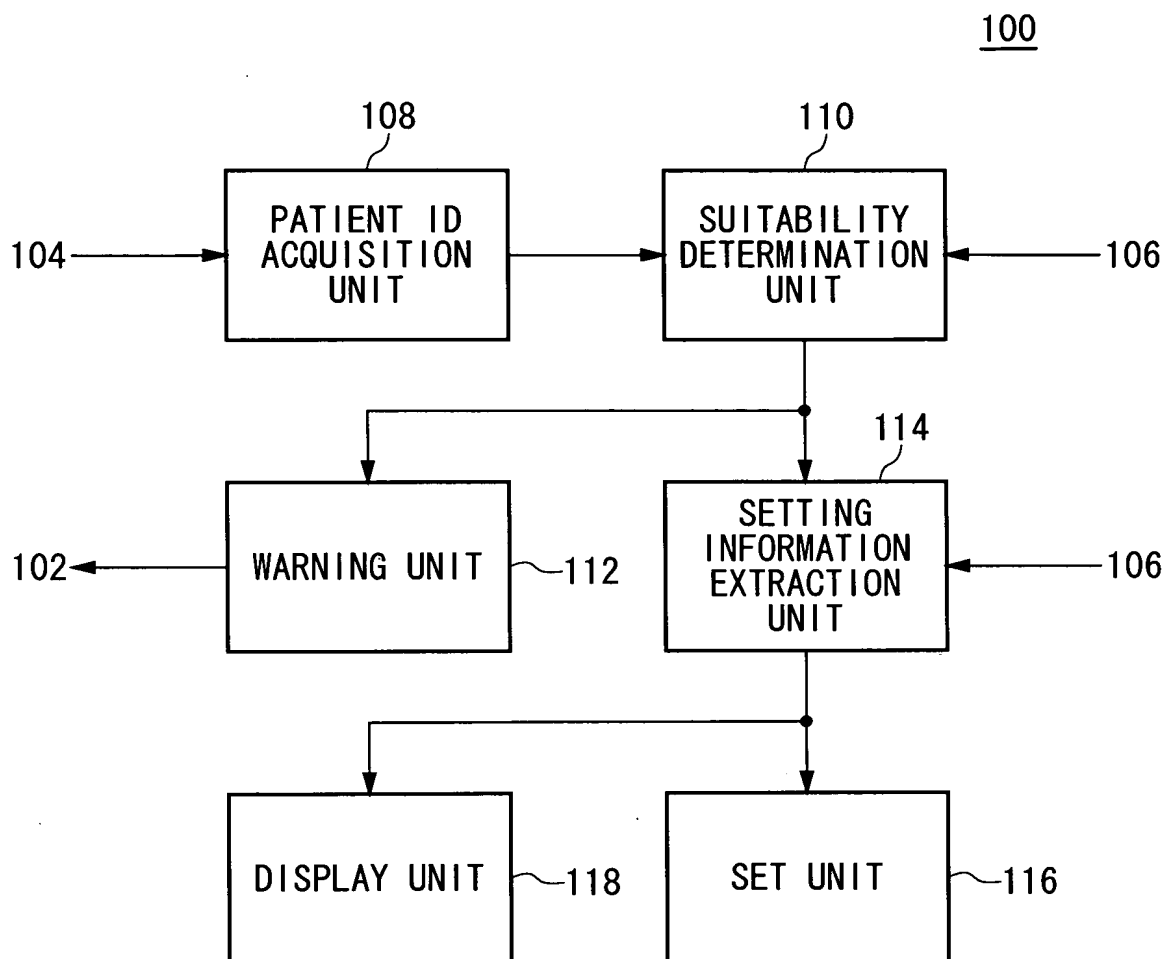 100
108
110
PATIENT ID
ACQUISITION
UNIT
SUITABILITY
DETERMINATION
UNIT
104
106
114
WARNING UNIT
SETTING
INFORMATION
EXTRACTION
UNIT
102
112
106
DISPLAY UNIT
118
SET UNIT
116